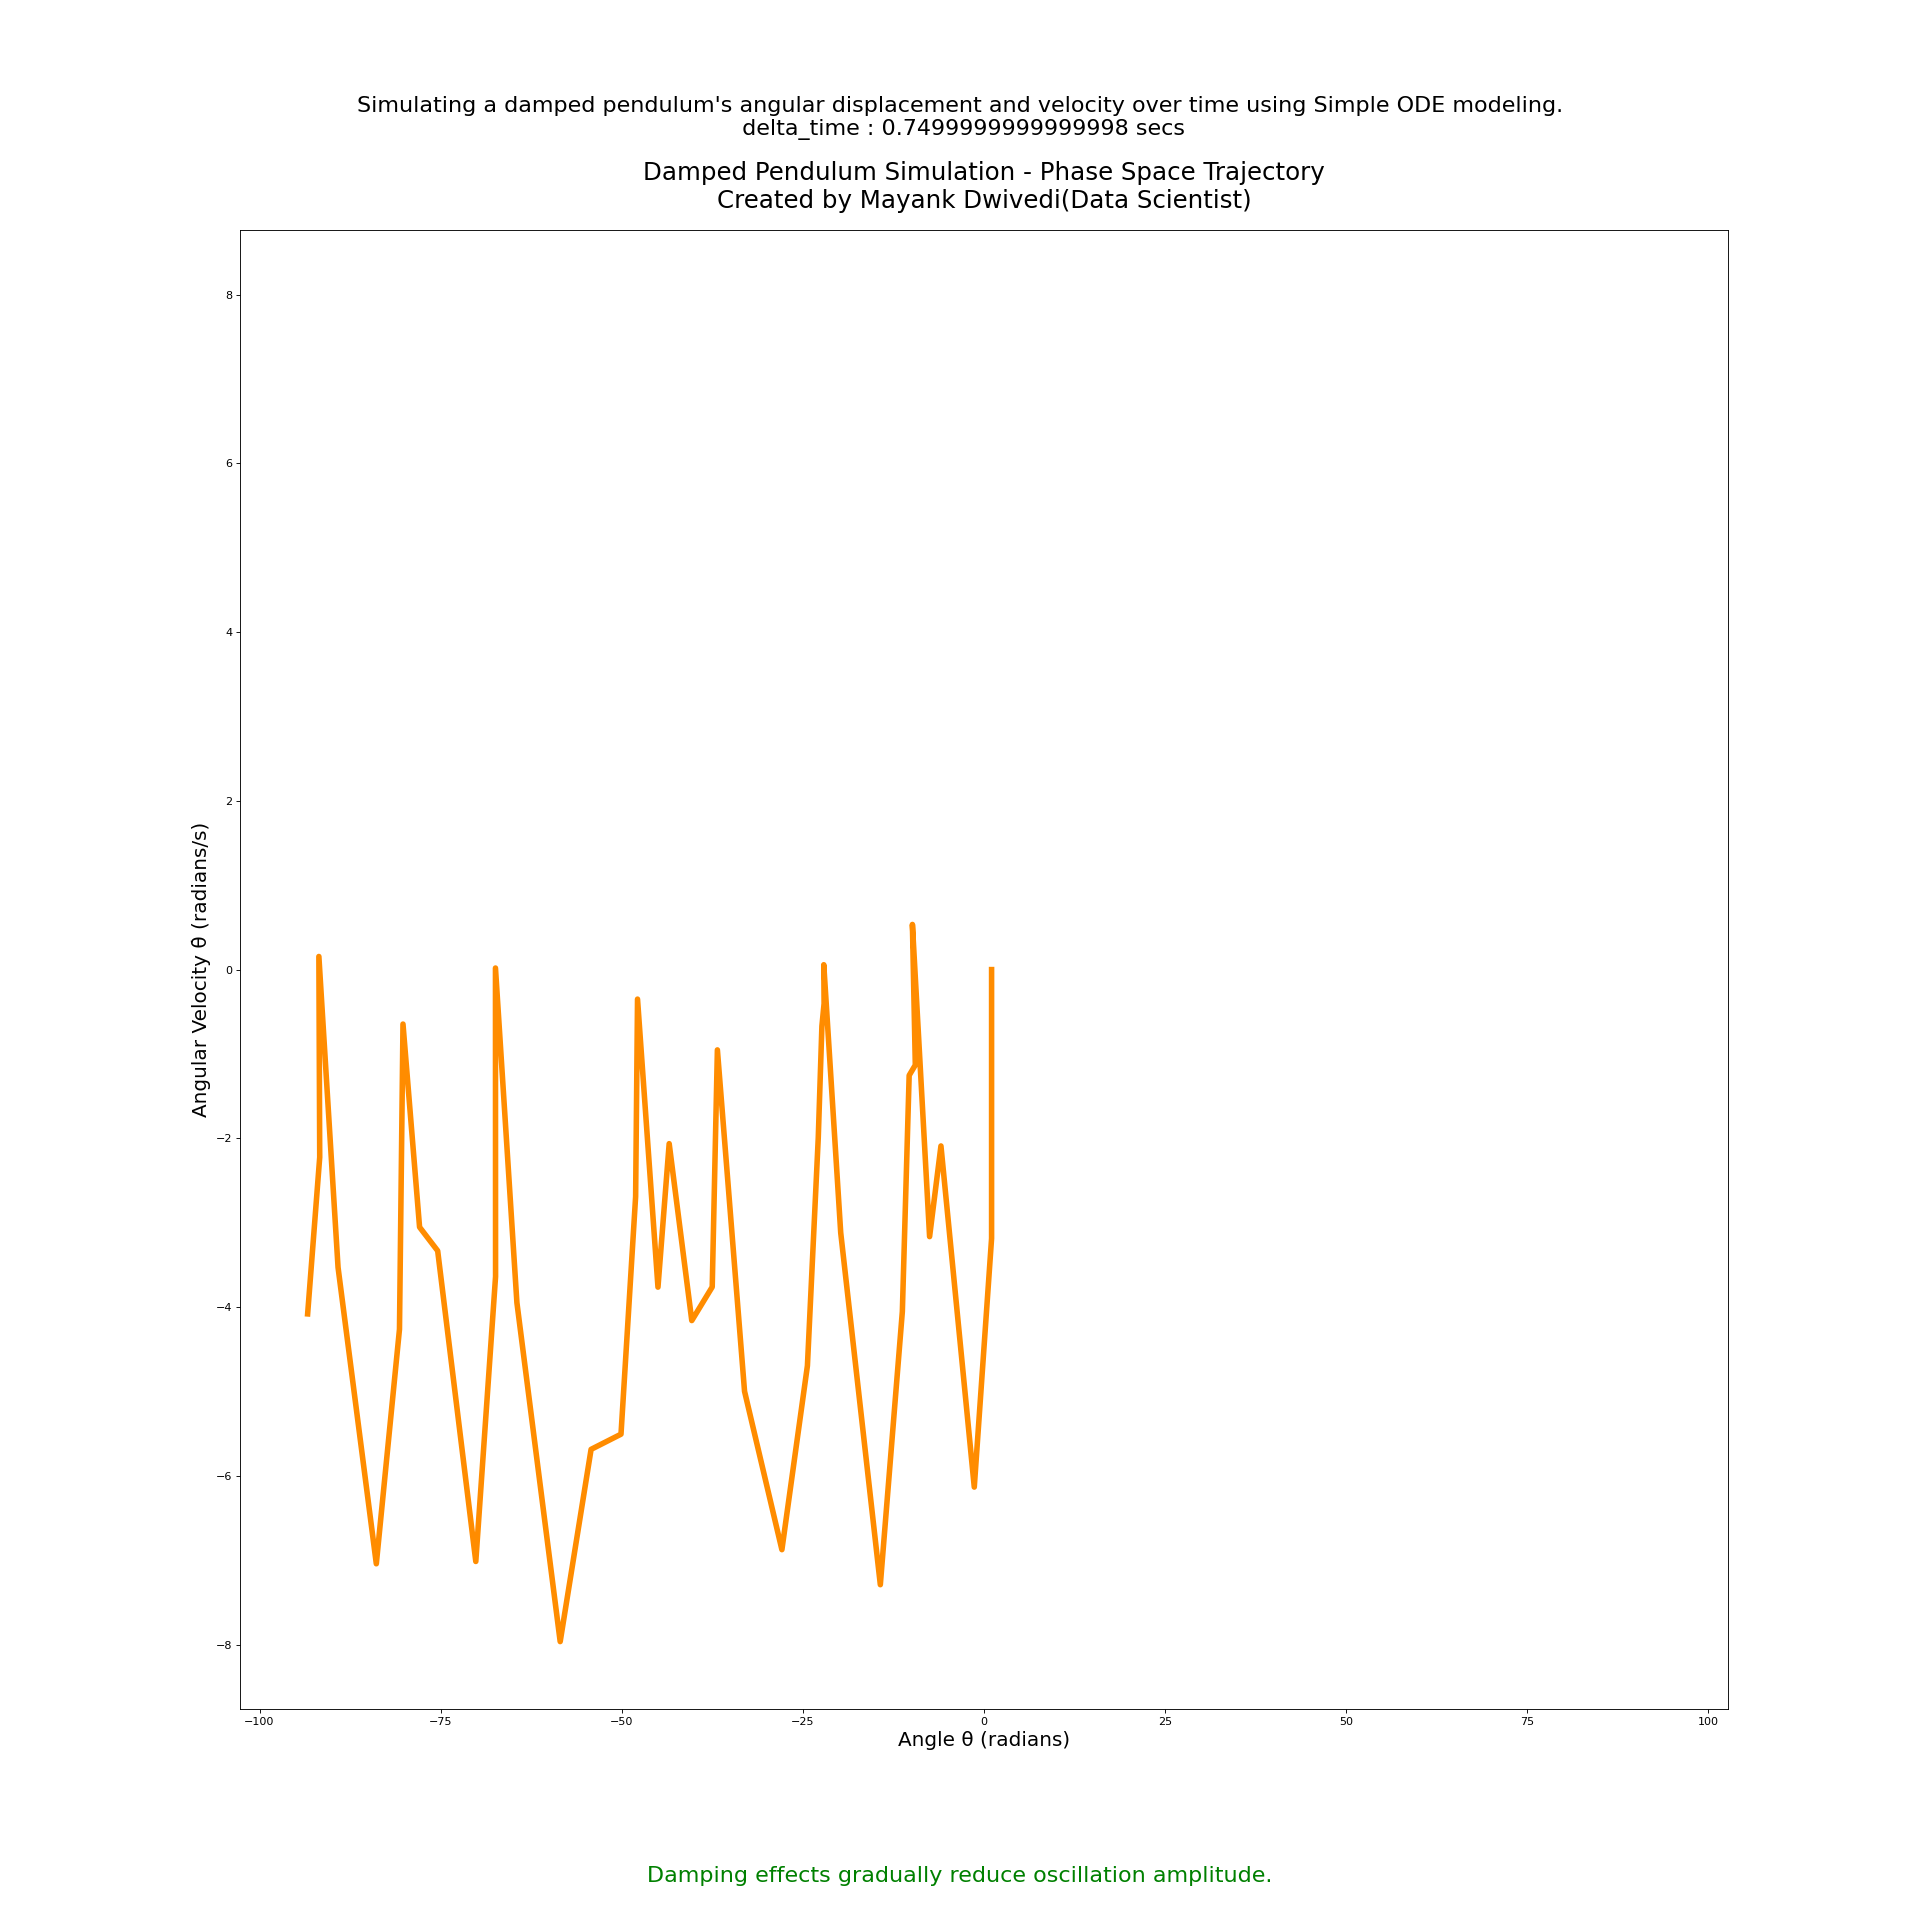 Simulating a damped pendulum's angular displacement and velocity over time using Simple ODE modeling.
delta_time : 0.7499999999999998 secs
Damped Pendulum Simulation - Phase Space Trajectory
Created by Mayank Dwivedi(Data Scientist)
Angular Velocity θ (radians/s)
8
6
4
2
0
−2
−4
−6
−8
−100
−75
−50
−25
0
25
50
75
100
Angle θ (radians)
Damping effects gradually reduce oscillation amplitude.